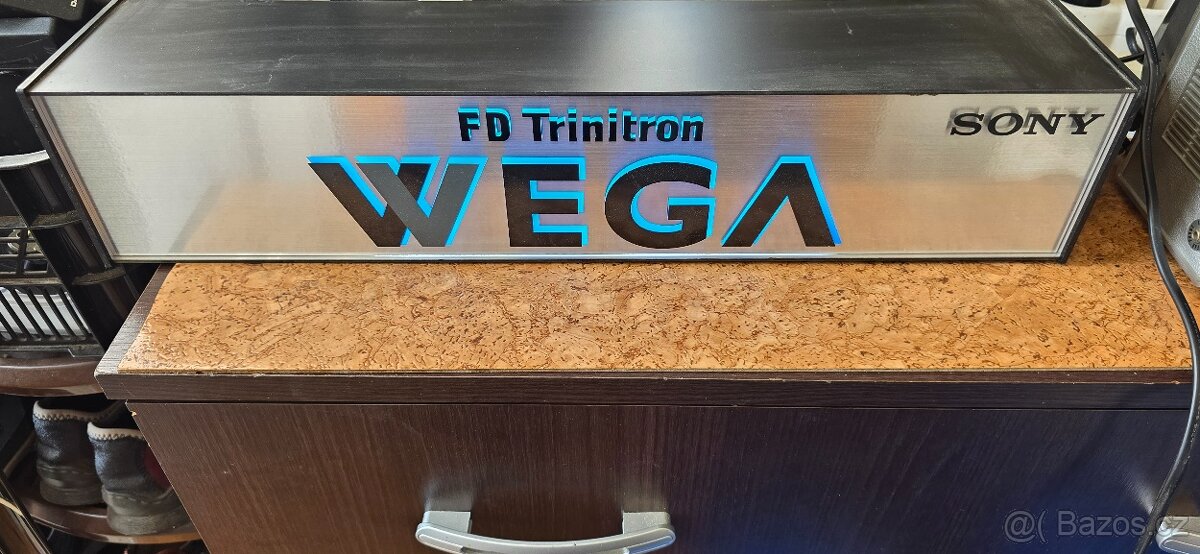 FD Trinitron
SONY
WEGA
@( Bazos.cz